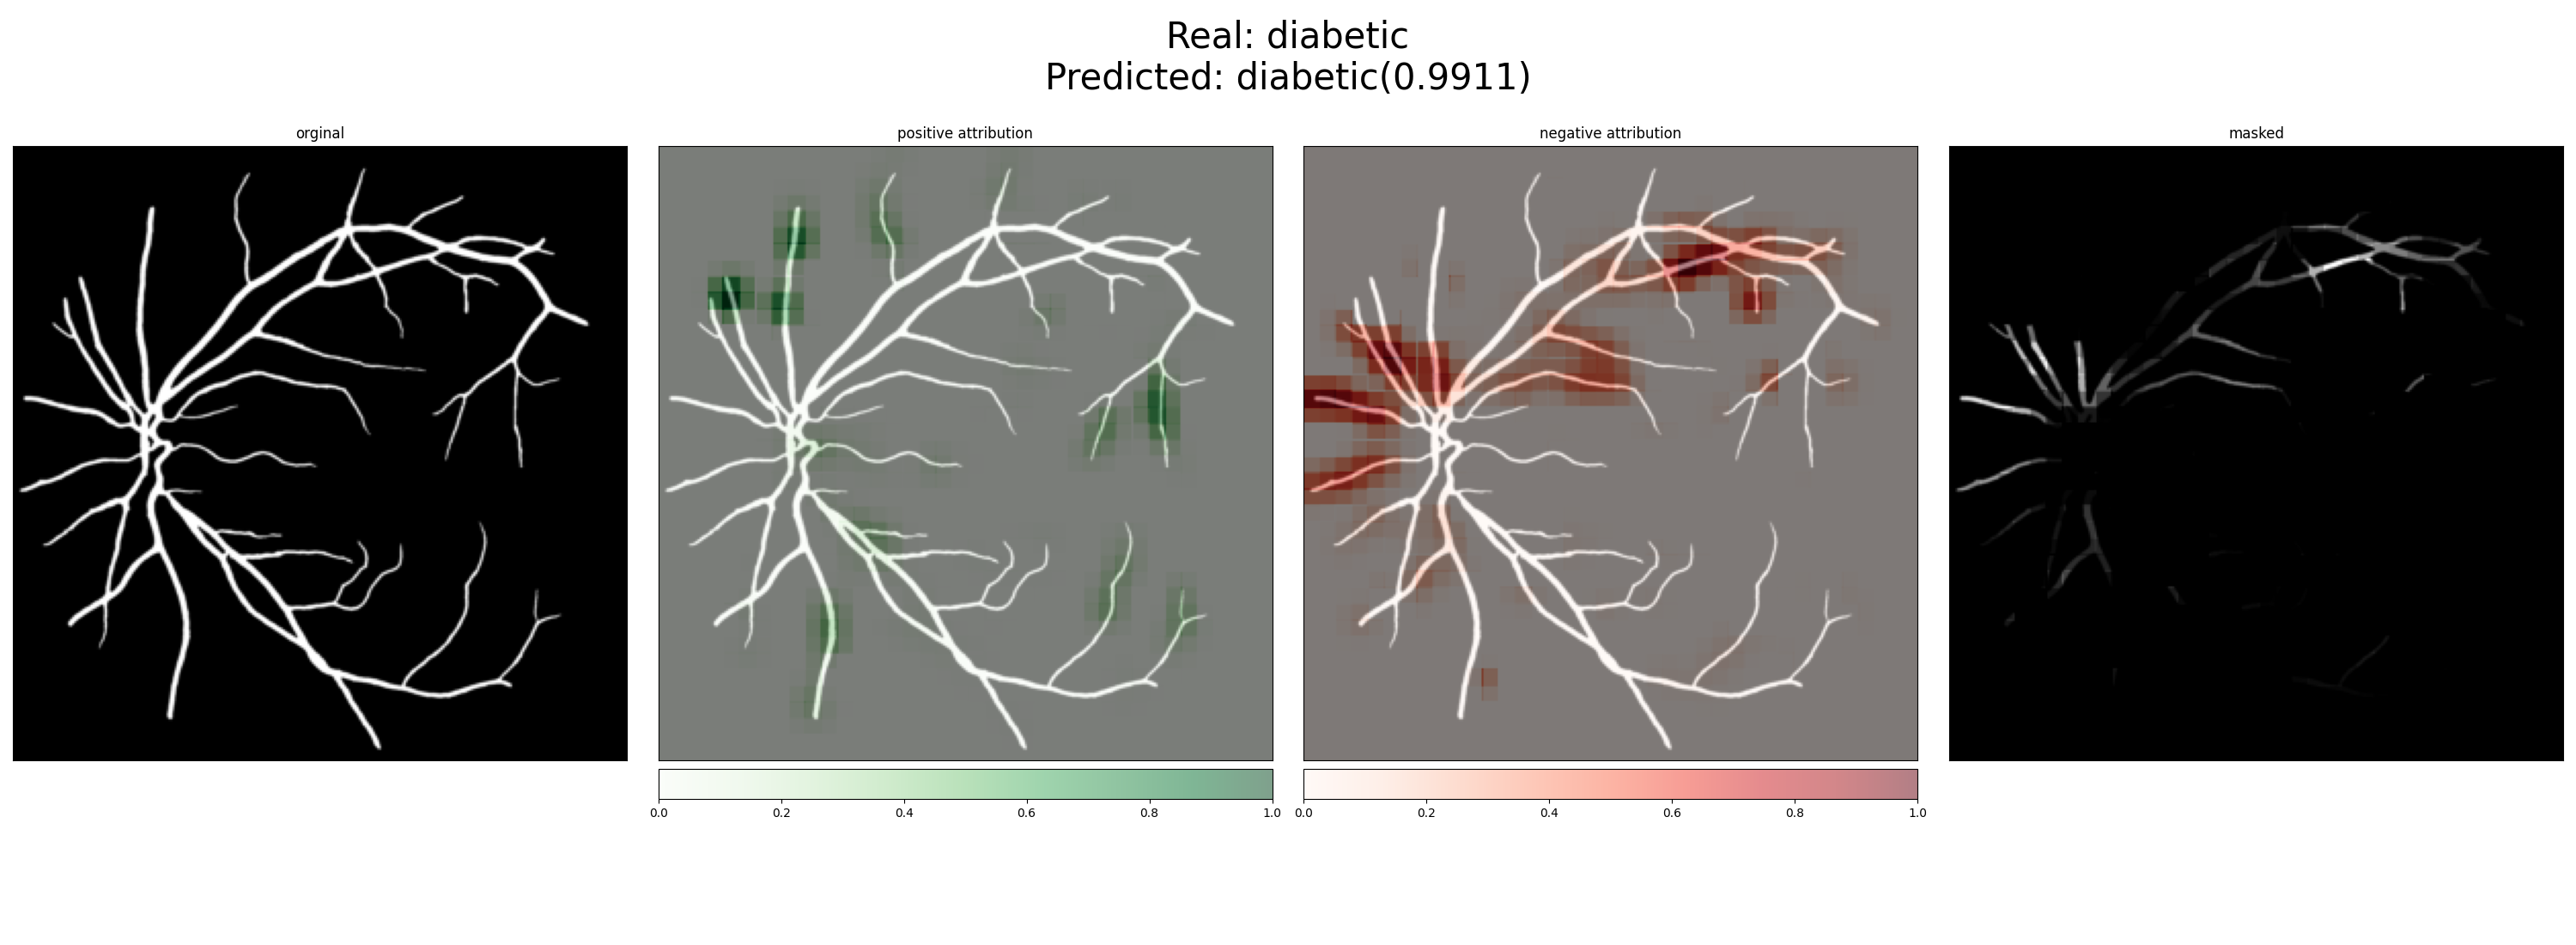 Real: diabetic
Predicted: diabetic(0.9911)
orginal
positive attribution
negative attribution
masked
0.0 0.2 0.4 0.6 0.8 1.0
0.0 0.2 0.4 0.6 0.8 1.0